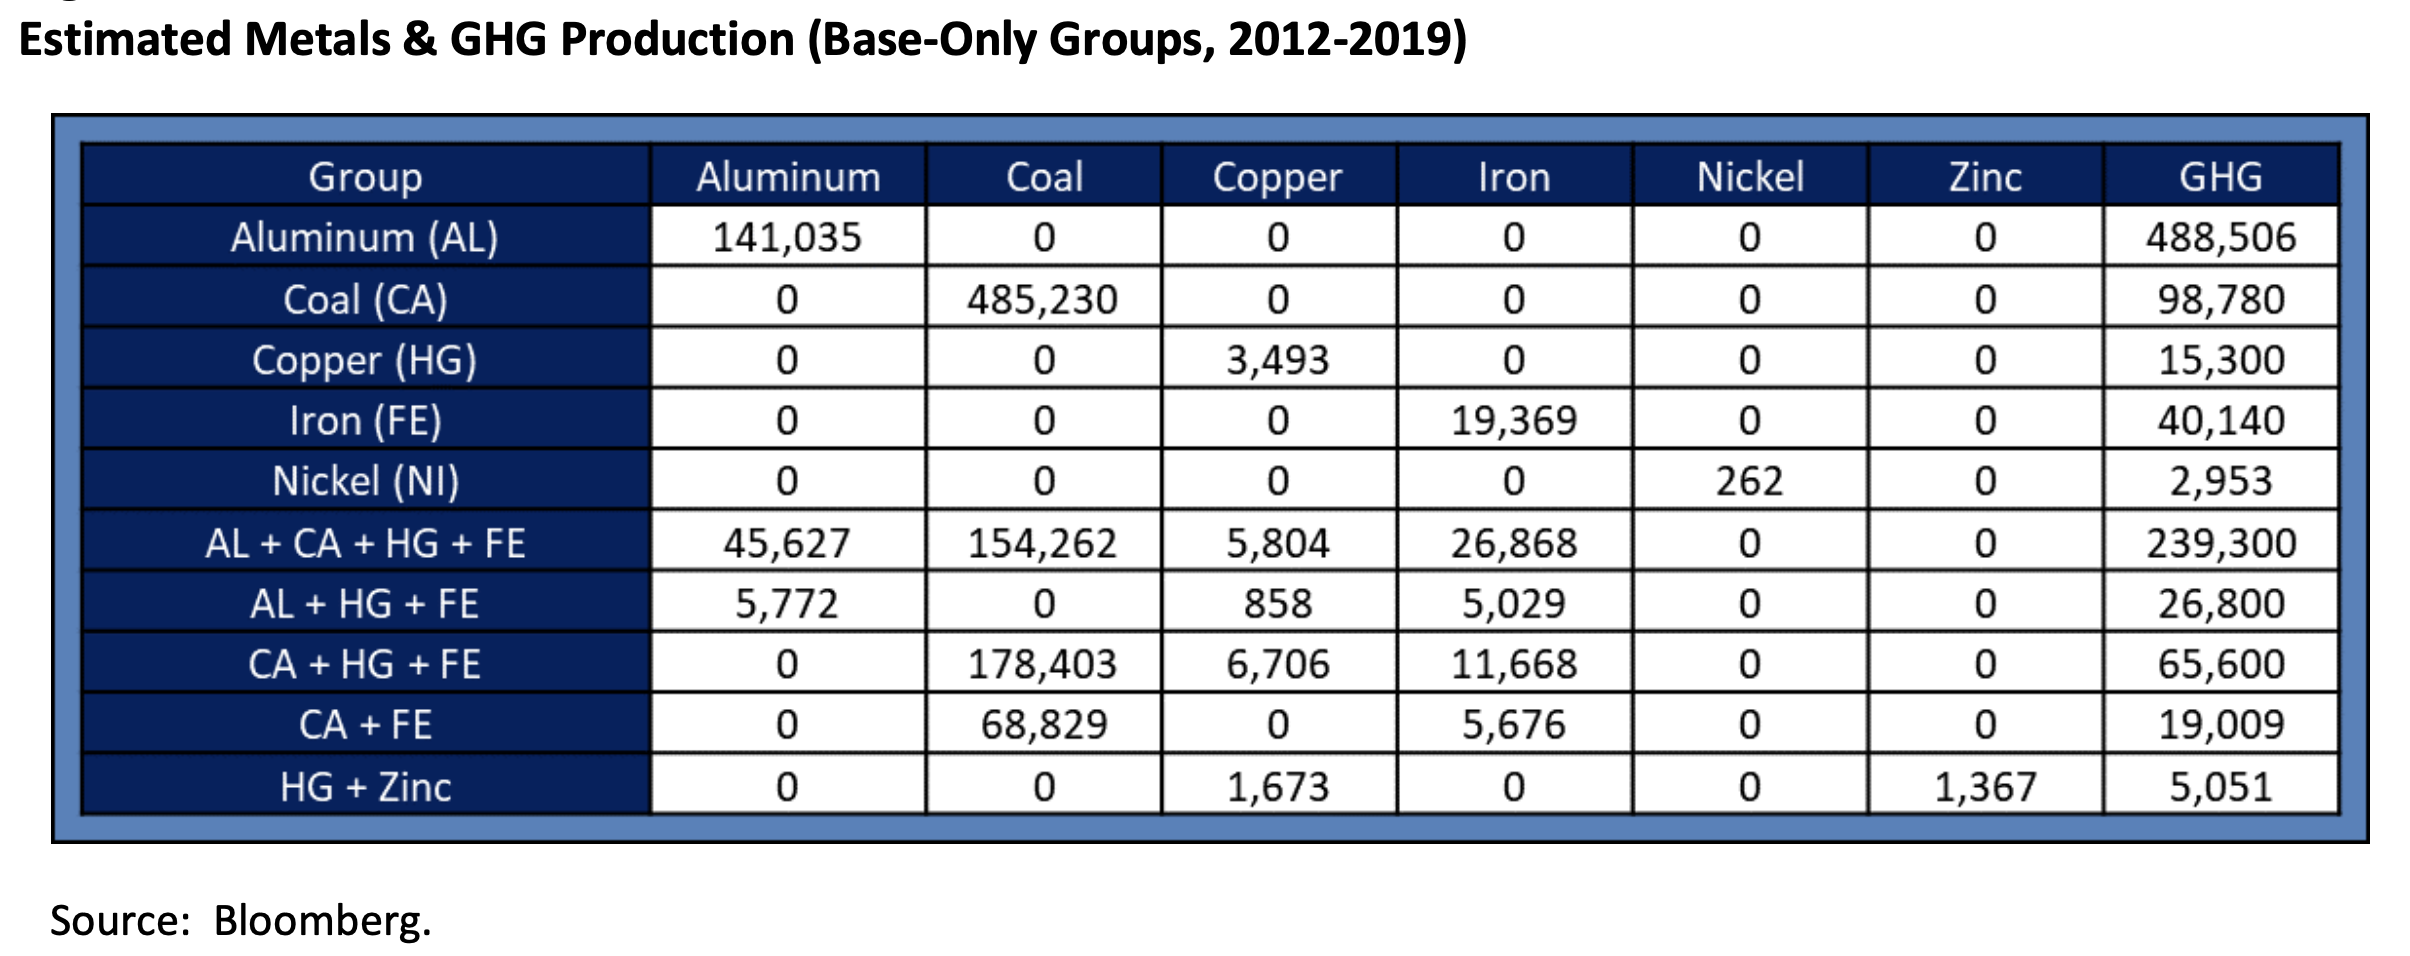 Estimated Metals & GHG Production (Base-Only Groups, 2012-2019)
Group Aluminum Coal Copper Iron Nickel Zinc GHG
Aluminum (AL) 141,035 0 0 0 0 0 488,506
Coal (CA) 0 485,230 0 0 0 0 98,780
Copper (HG) 0 0 3,493 0 0 0 15,300
Iron (FE) 0 0 0 19,369 0 0 40,140
Nickel (NI) 0 0 0 0 262 0 2,953
AL + CA + HG + FE 45,627 154,262 5,804 26,868 0 0 239,300
AL + HG + FE 5,772 0 858 5,029 0 0 26,800
CA + HG + FE 0 178,403 6,706 11,668 0 0 65,600
CA + FE 0 68,829 0 5,676 0 0 19,009
HG + Zinc 0 0 1,673 0 0 1,367 5,051
Source: Bloomberg.